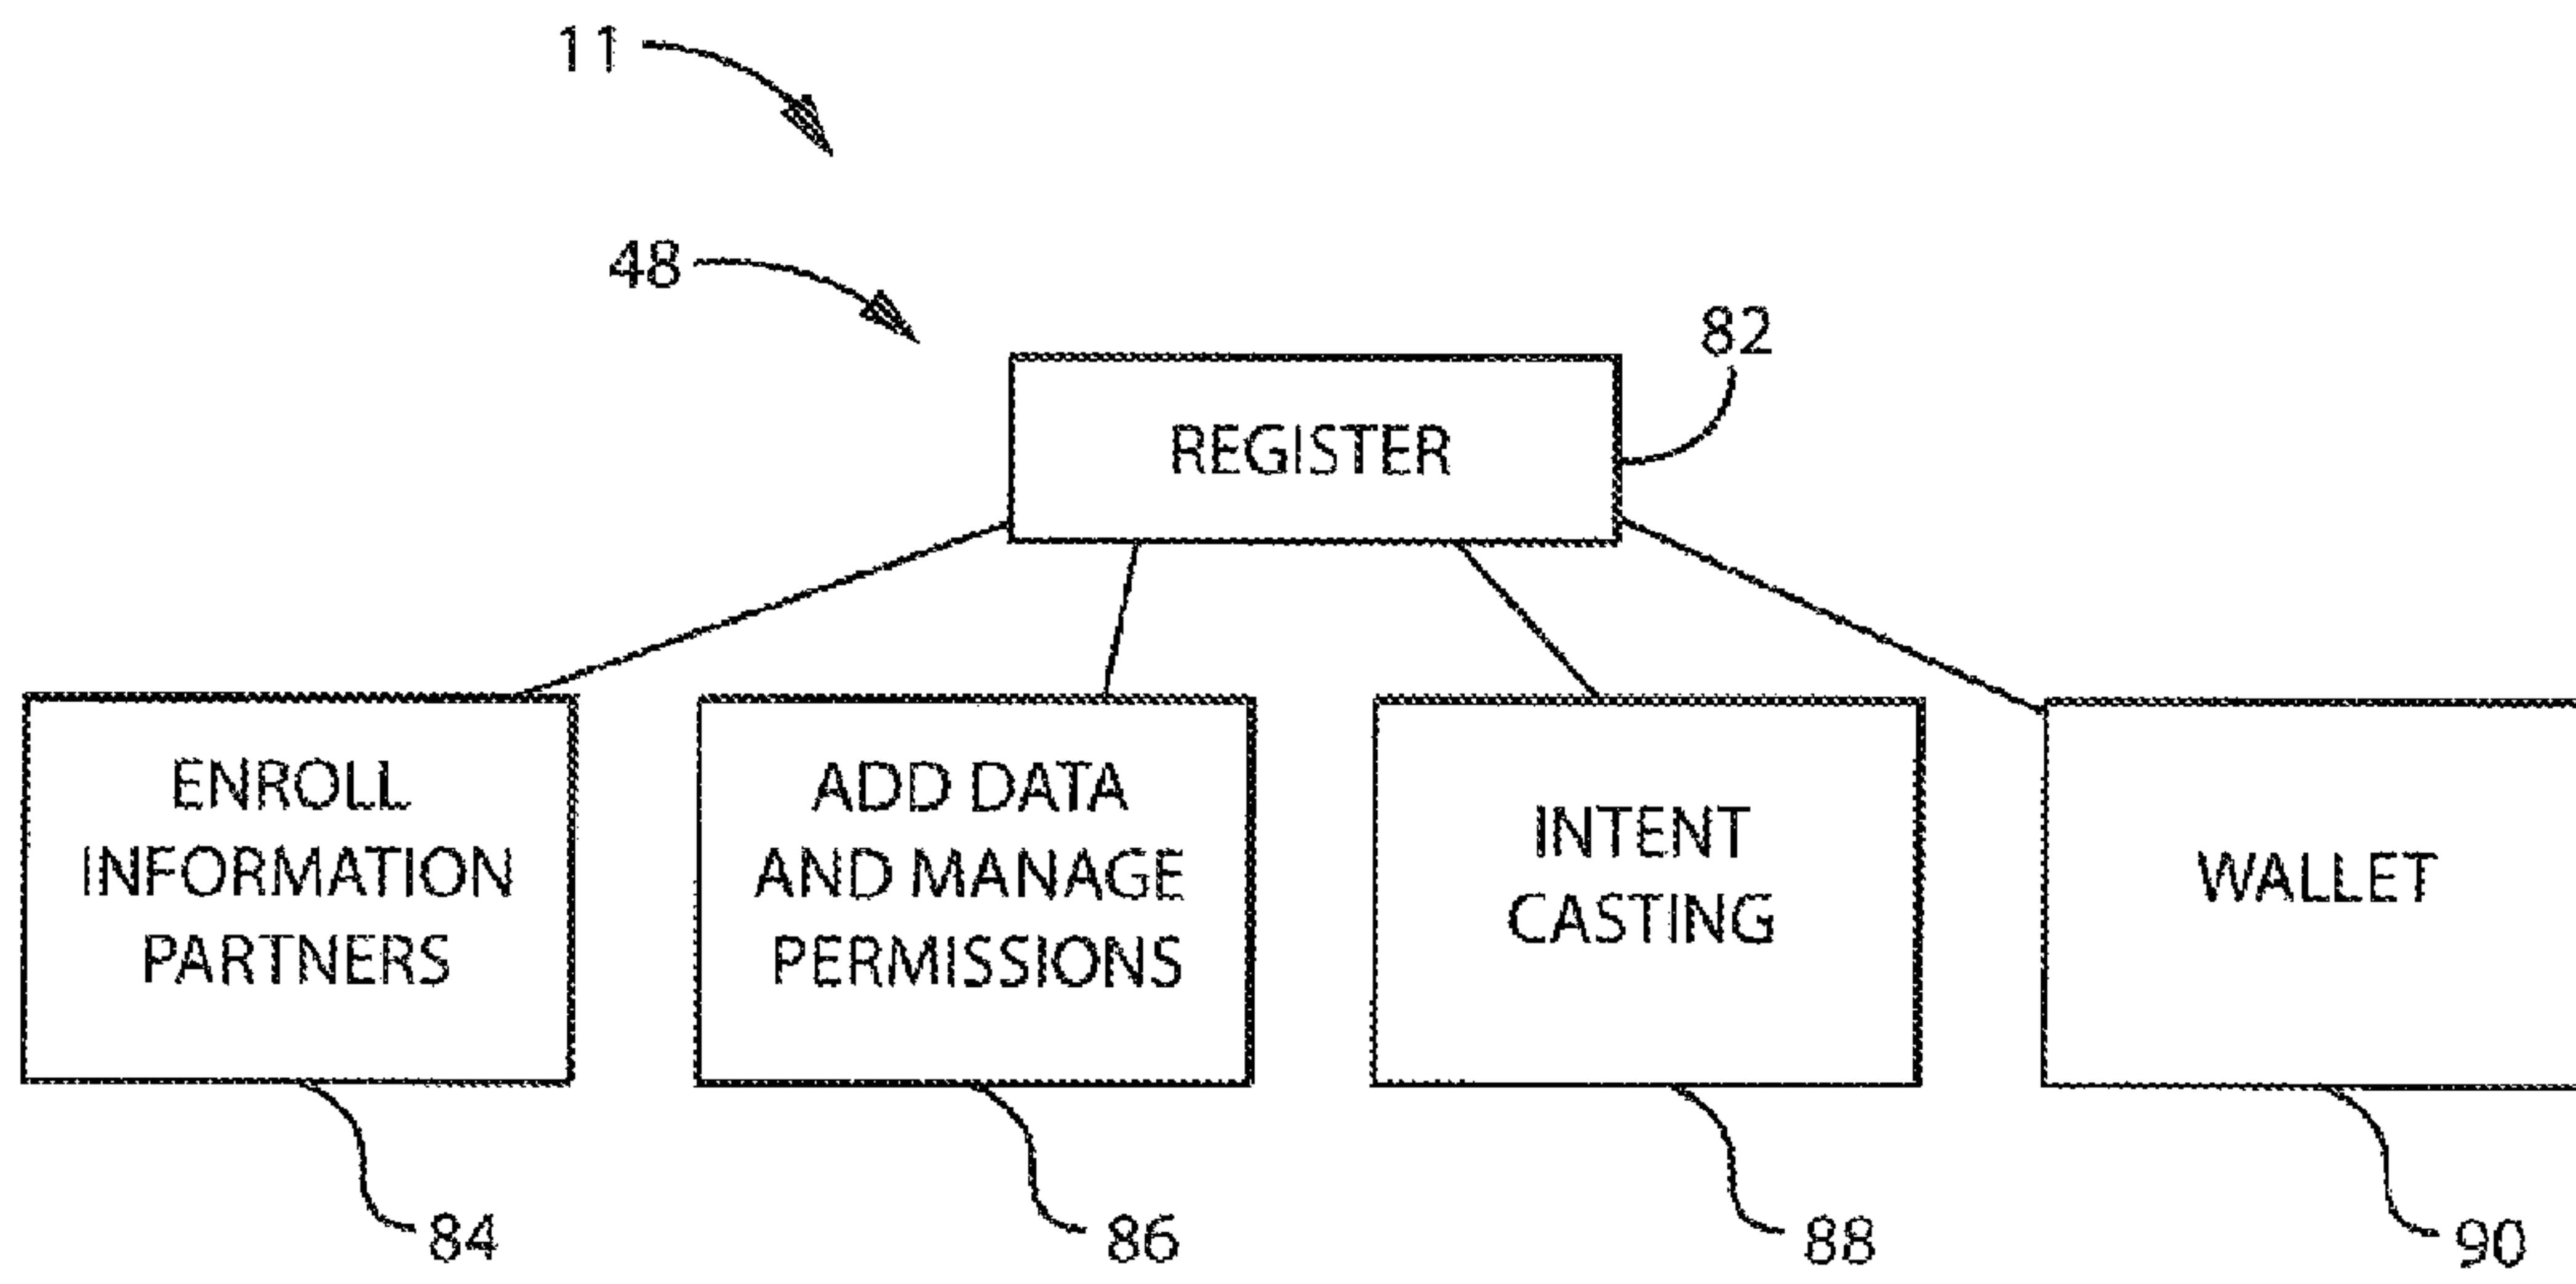 11
48
82
REGISTER
ENROLL
INFORMATION
PARTNERS
ADD DATA
AND MANAGE
PERMISSIONS
INTENT
CASTING
WALLET
84
86
88
90